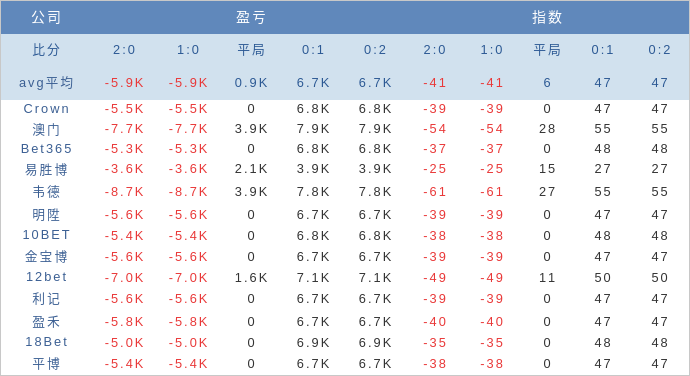 公司 盈亏 指数
比分 2:0 1:0 平局 0:1 0:2 2:0 1:0 平局 0:1 0:2
avg平均 -5.9K -5.9K 0.9K 6.7K 6.7K -41 -41 6 47 47
Crown -5.5K -5.5K 0 6.8K 6.8K -39 -39 0 47 47
澳门 -7.7K -7.7K 3.9K 7.9K 7.9K -54 -54 28 55 55
Bet365 -5.3K -5.3K 0 6.8K 6.8K -37 -37 0 48 48
易胜博 -3.6K -3.6K 2.1K 3.9K 3.9K -25 -25 15 27 27
韦德 -8.7K -8.7K 3.9K 7.8K 7.8K -61 -61 27 55 55
明陞 -5.6K -5.6K 0 6.7K 6.7K -39 -39 0 47 47
10BET -5.4K -5.4K 0 6.8K 6.8K -38 -38 0 48 48
金宝博 -5.6K -5.6K 0 6.7K 6.7K -39 -39 0 47 47
12bet -7.0K -7.0K 1.6K 7.1K 7.1K -49 -49 11 50 50
利记 -5.6K -5.6K 0 6.7K 6.7K -39 -39 0 47 47
盈禾 -5.8K -5.8K 0 6.7K 6.7K -40 -40 0 47 47
18Bet -5.0K -5.0K 0 6.9K 6.9K -35 -35 0 48 48
平博 -5.4K -5.4K 0 6.7K 6.7K -38 -38 0 47 47